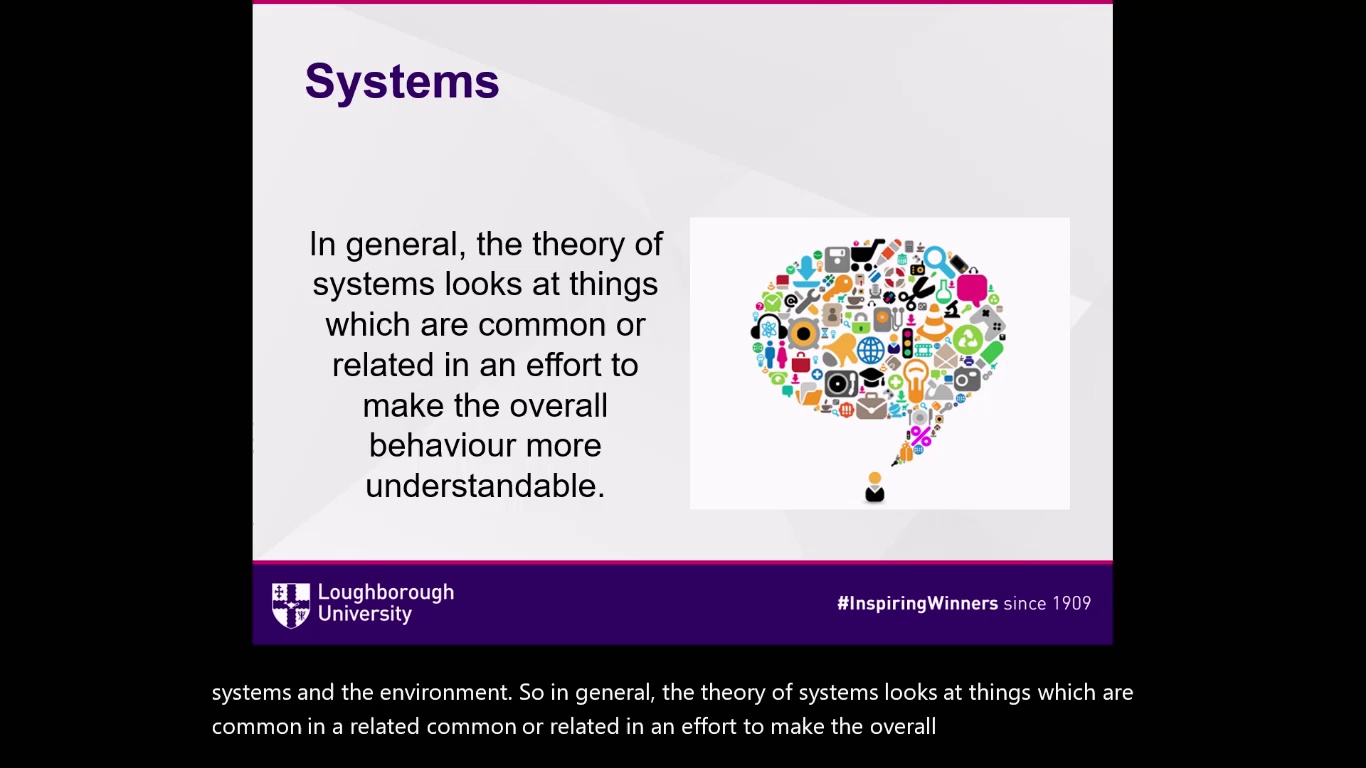 Systems
In general, the theory of
systems looks at things
which are common or
related in an effort to
make the overall
behaviour more
understandable.
%
Loughborough
University
#InspiringWinners since 1909
systems and the environment. So in general, the theory of systems looks at things which are
common in a related common or related in an effort to make the overall